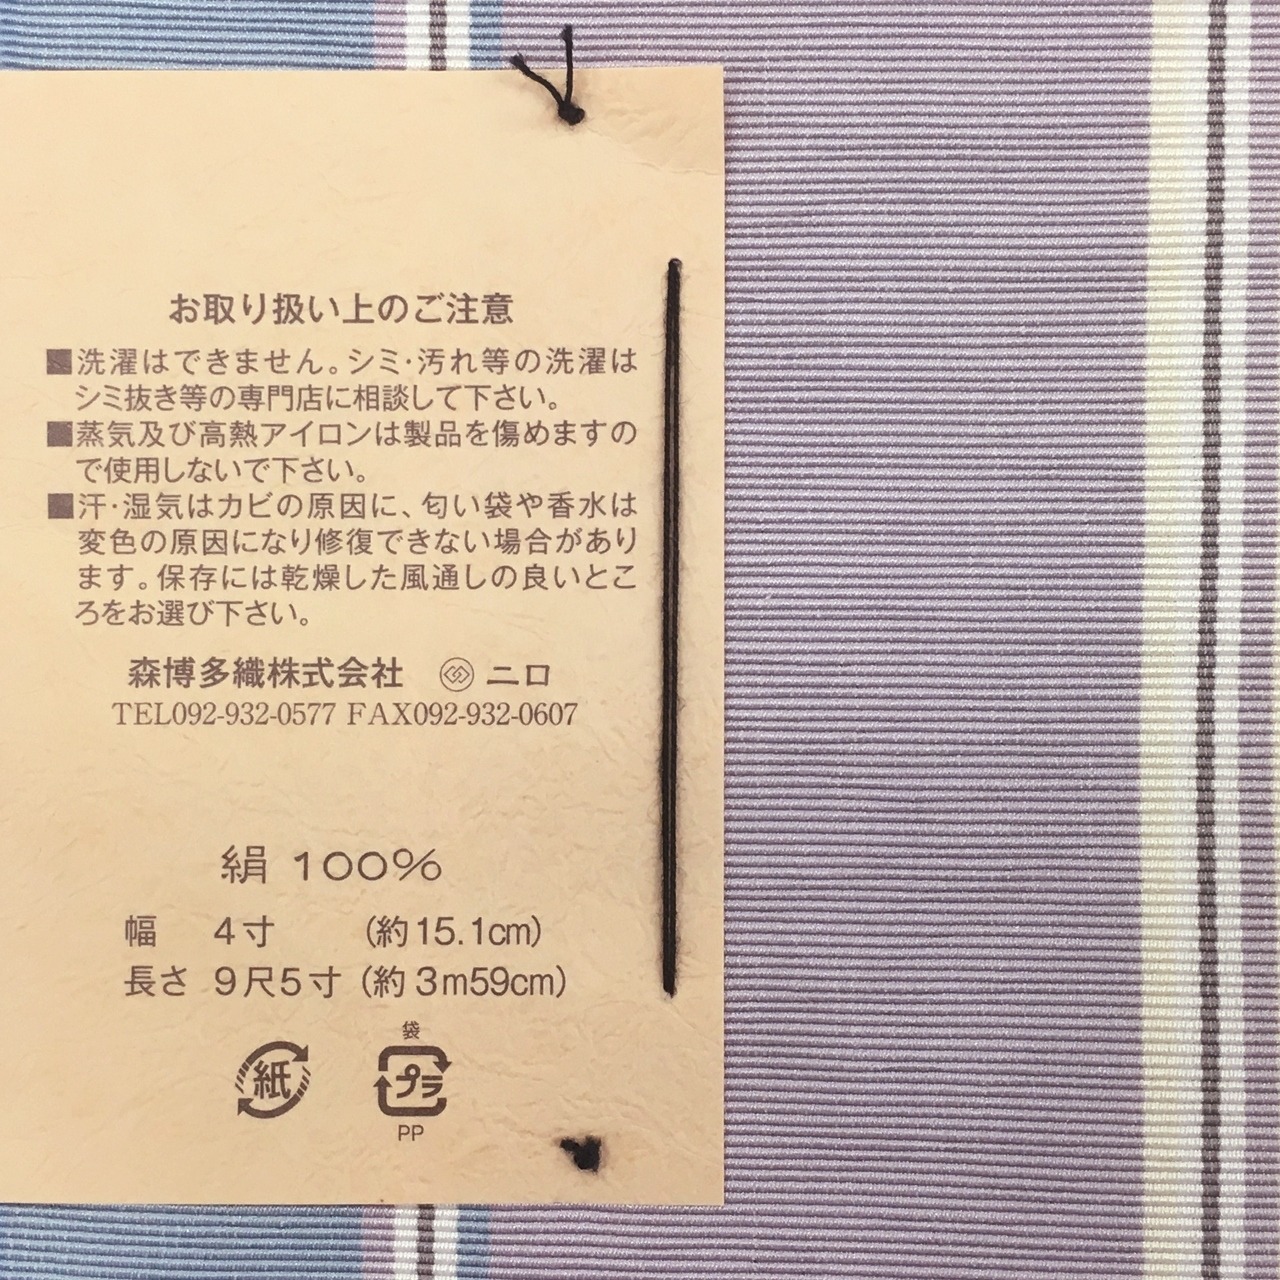 お取り扱い上のご注意
■洗濯はできません。シミ・汚れ等の洗濯は
シミ抜き等の専門店に相談して下さい。
■蒸気及び高熱アイロンは製品を傷めますの
で使用しないで下さい。
■汗・湿気はカビの原因に、匂い袋や香水は
変色の原因になり修復できない場合があり
ます。保存には乾燥した風通しの良いとこ
ろをお選び下さい。
森博多織株式会社 ニロ
TEL092-932-0577 FAX092-932-0607
絹 100%
幅 4寸 (約15.1cm)
長さ 9尺5寸 (約3m59cm)
袋
紙 プラ
PP